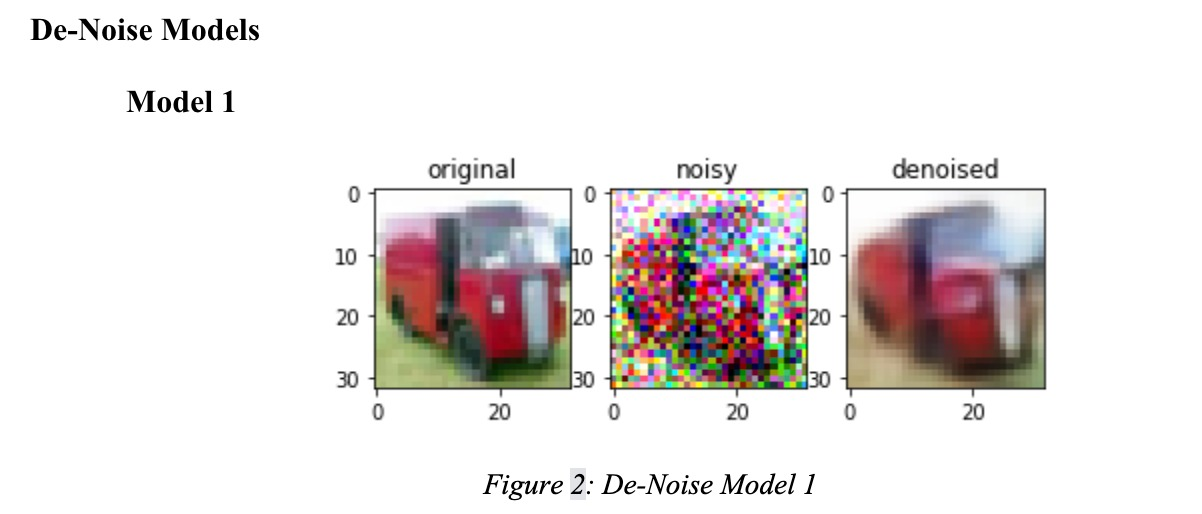 De-Noise Models
Model 1
original noisy denoised
0 0 0
10 10 10
20 20 20
30 30 30
0 20 0 20 0 20
Figure 2: De-Noise Model 1